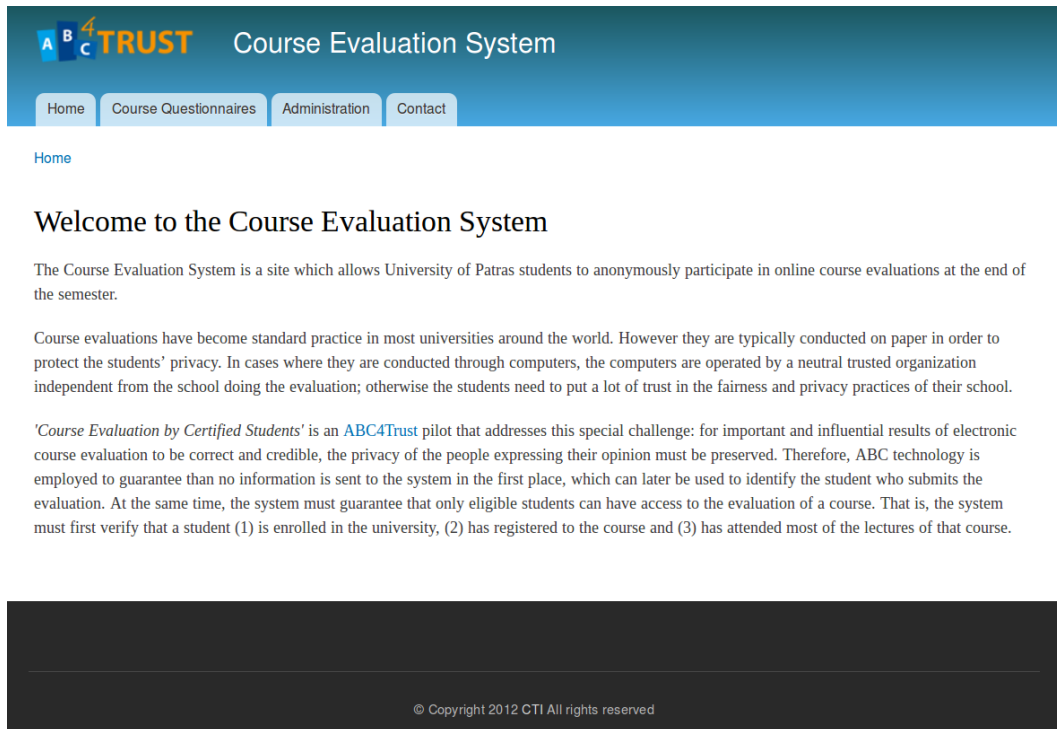 ABC4TRUST Course Evaluation System
Home Course Questionnaires Administration Contact
Home
Welcome to the Course Evaluation System
The Course Evaluation System is a site which allows University of Patras students to anonymously participate in online course evaluations at the end of
the semester.
Course evaluations have become standard practice in most universities around the world. However they are typically conducted on paper in order to
protect the students’ privacy. In cases where they are conducted through computers, the computers are operated by a neutral trusted organization
independent from the school doing the evaluation; otherwise the students need to put a lot of trust in the fairness and privacy practices of their school.
'Course Evaluation by Certified Students' is an ABC4Trust pilot that addresses this special challenge: for important and influential results of electronic
course evaluation to be correct and credible, the privacy of the people expressing their opinion must be preserved. Therefore, ABC technology is
employed to guarantee than no information is sent to the system in the first place, which can later be used to identify the student who submits the
evaluation. At the same time, the system must guarantee that only eligible students can have access to the evaluation of a course. That is, the system
must first verify that a student (1) is enrolled in the university, (2) has registered to the course and (3) has attended most of the lectures of that course.
© Copyright 2012 CTI All rights reserved